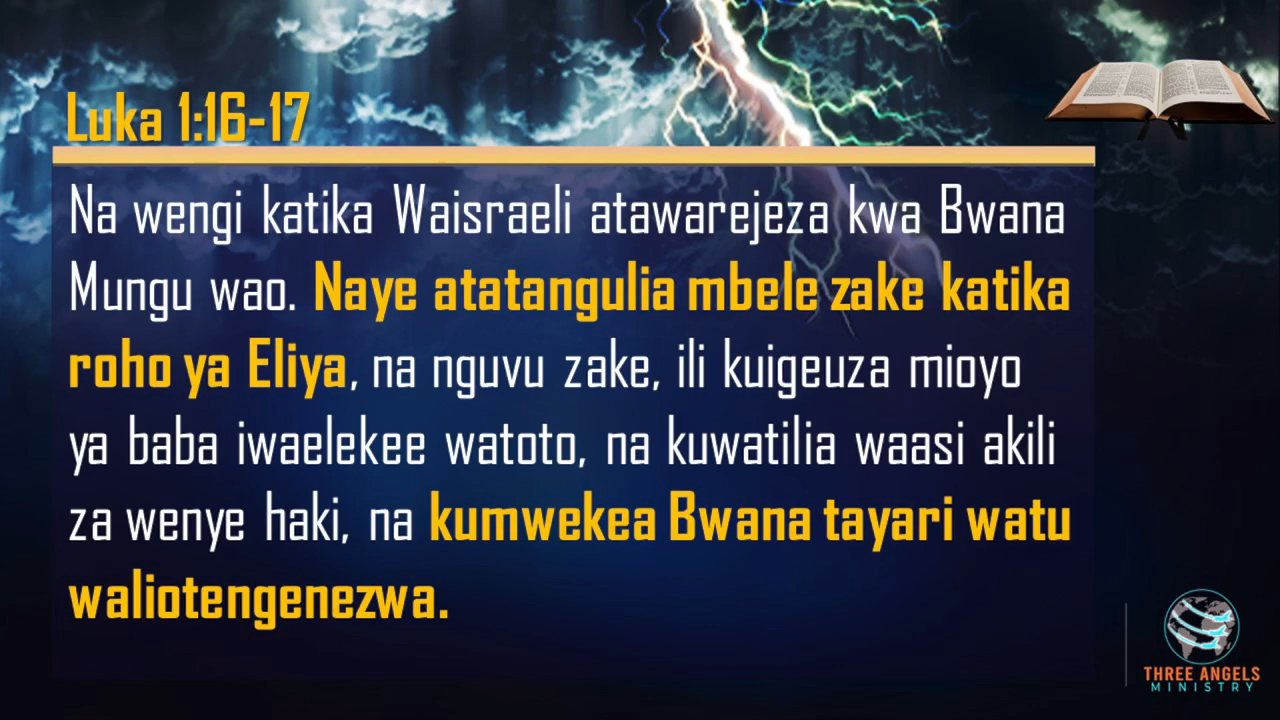 Luka 1:16-17
Na wengi katika Waisraeli atawarejeza kwa Bwana
Mungu wao. Naye atatangulia mbele zake katika
roho ya Eliya, na nguvu zake, ili kuigeuza mioyo
ya baba iwaelekee watoto, na kuwatilia waasi akili
za wenye haki, na kumwekea Bwana tayari watu
waliotengenezwa.
THREE ANGELS
MINISTRY